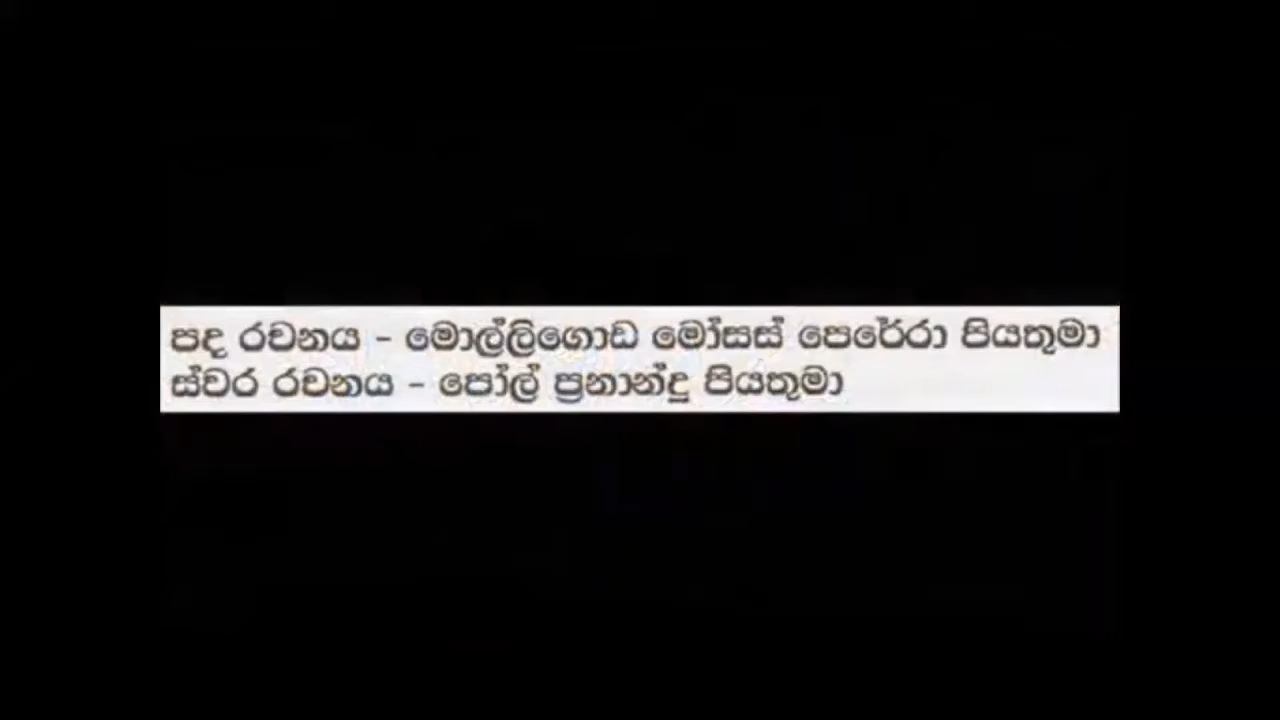 පද රචනය - මොල්ලිගොඩ මෝසස් පෙරේරා පියතුමා
ස්වර රචනය - පෝල් ප්‍රනාන්දු පියතුමා